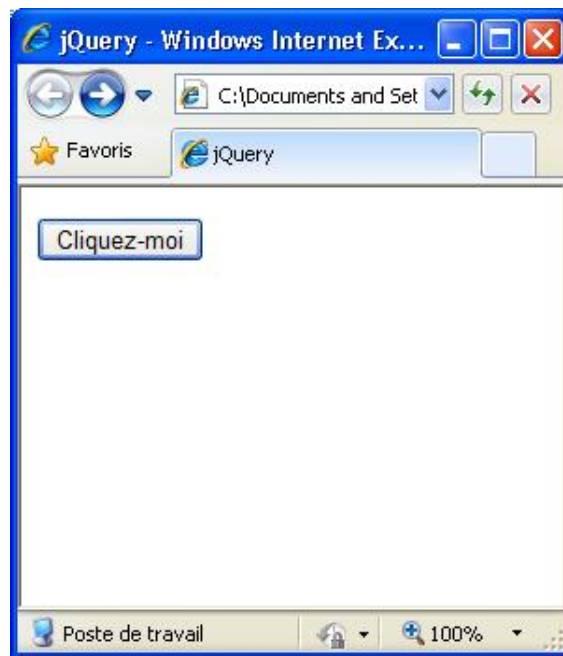 jQuery - Windows Internet Ex...
C:\Documents and Set
Favoris
jQuery
Cliquez-moi
Poste de travail
100%